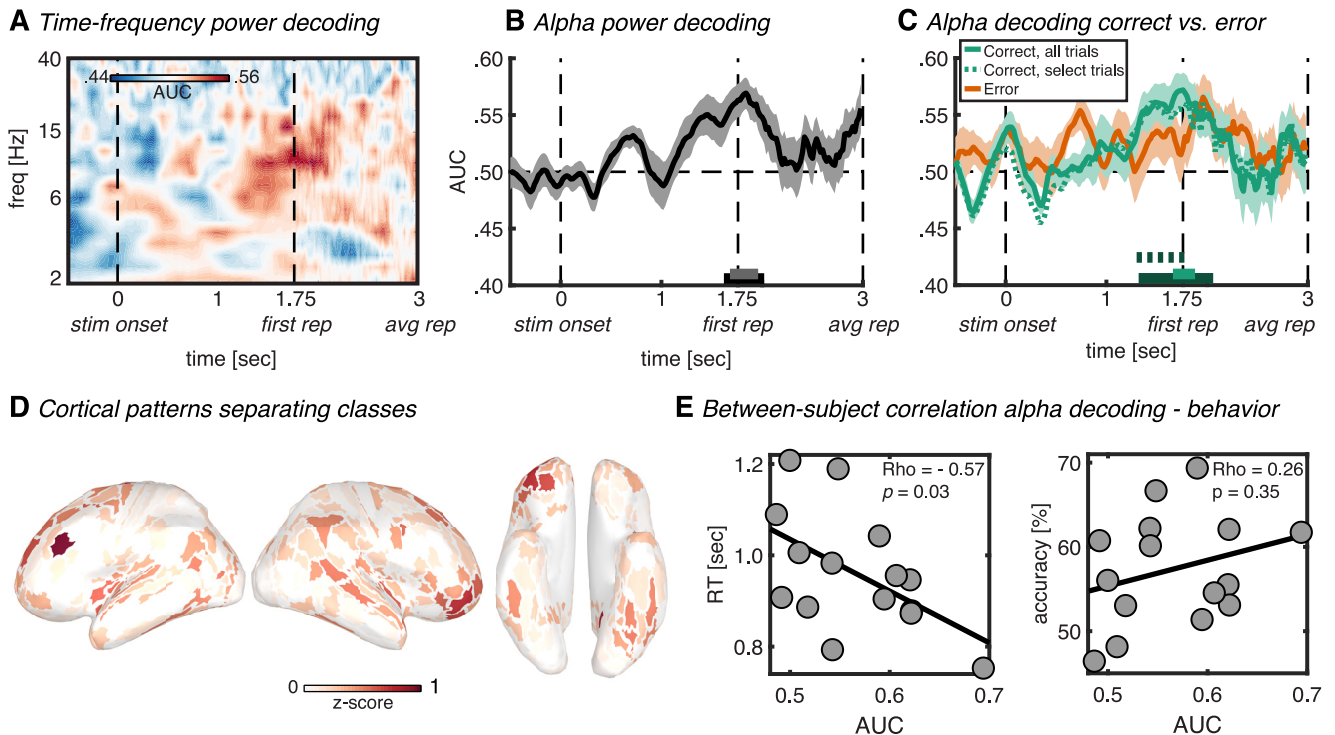 A Time-frequency power decoding
40
15
6
2
freq [Hz]
.44
.56
AUC
0
1
1.75
3
stim onset
first rep
avg rep
time [sec]
B Alpha power decoding
.60
.55
.50
.45
.40
AUC
0
1
1.75
3
stim onset
first rep
avg rep
time [sec]
C Alpha decoding correct vs. error
Correct, all trials
Correct, select trials
Error
.60
.55
.50
.45
.40
0
1
1.75
3
stim onset
first rep
avg rep
time [sec]
D Cortical patterns separating classes
0
1
z-score
E Between-subject correlation alpha decoding - behavior
Rho = - 0.57
p = 0.03
1.2
1.0
0.8
RT [sec]
0.5
0.6
0.7
AUC
Rho = 0.26
p = 0.35
70
60
50
accuracy [%]
0.5
0.6
0.7
AUC